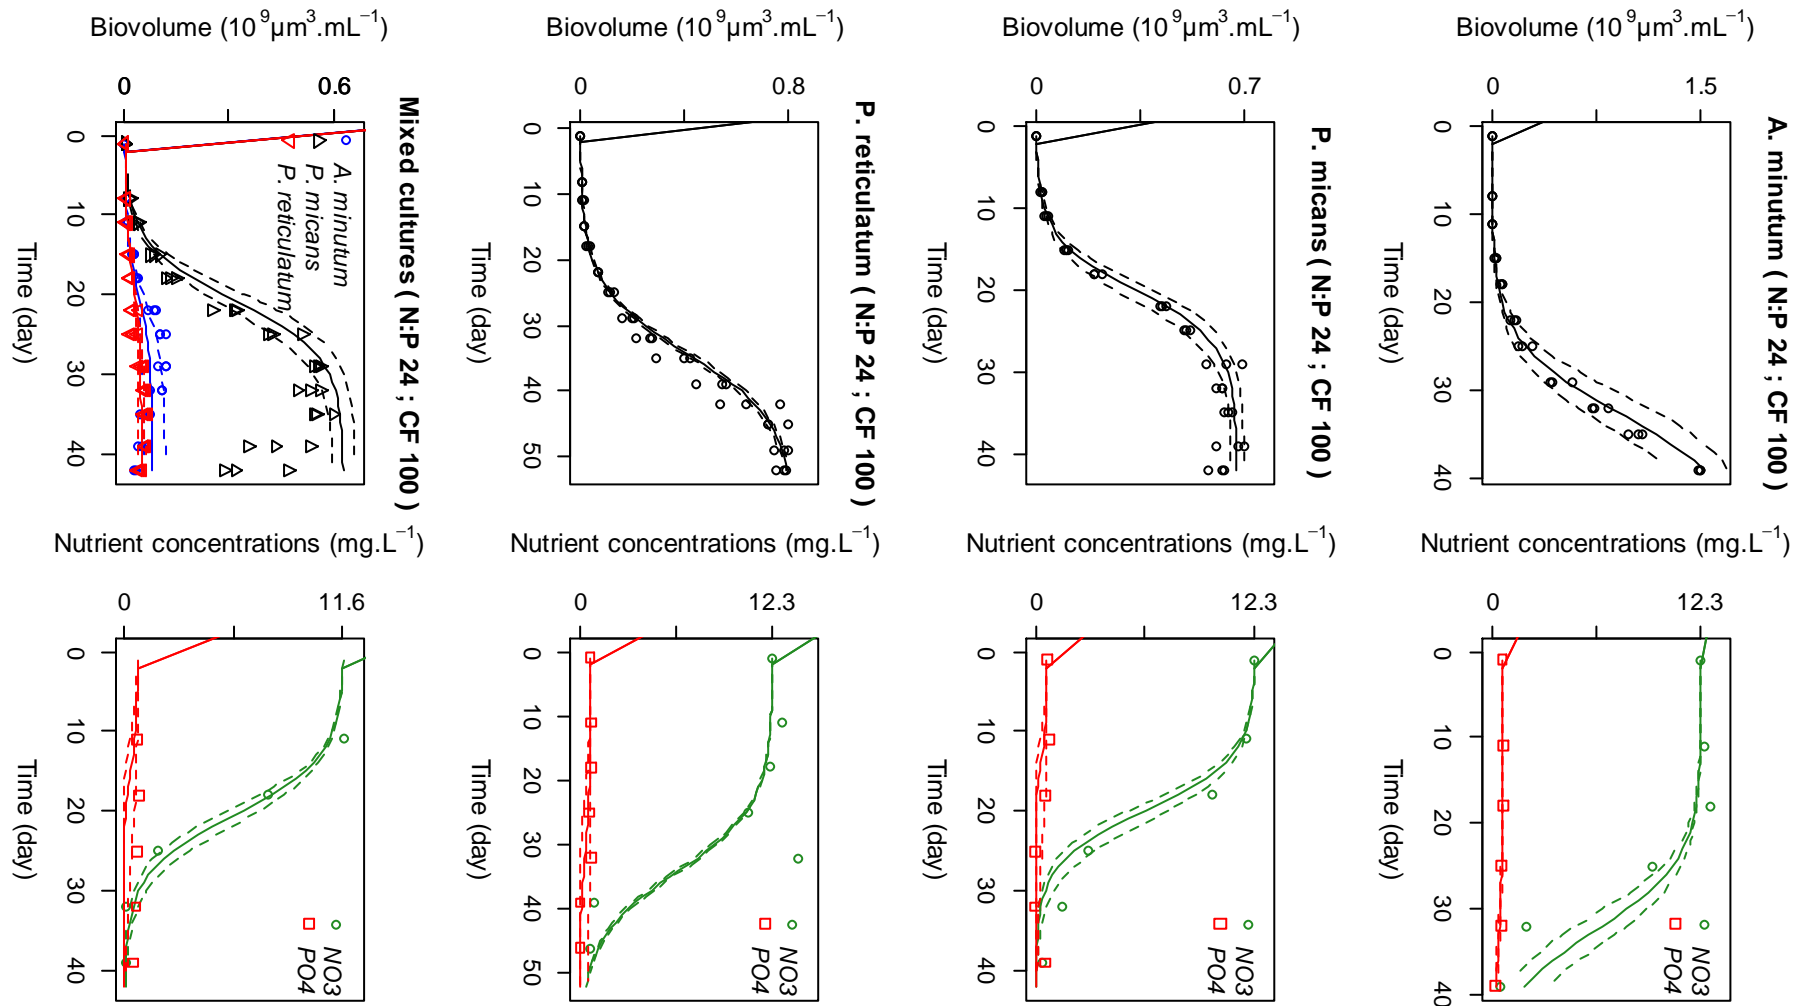 Biovolume (10⁹µm³.mL⁻¹)
0 0.6
Mixed cultures ( N:P 24 ; CF 100 )
0 10 20 30 40
Time (day)
A. minutum
P. micans
P. reticulatum
Biovolume (10⁹µm³.mL⁻¹)
0 0.8
P. reticulatum ( N:P 24 ; CF 100 )
0 10 20 30 40 50
Time (day)
Biovolume (10⁹µm³.mL⁻¹)
0 0.7
P. micans ( N:P 24 ; CF 100 )
0 10 20 30 40
Time (day)
Biovolume (10⁹µm³.mL⁻¹)
0 1.5
A. minutum ( N:P 24 ; CF 100 )
0 10 20 30 40
Time (day)
Nutrient concentrations (mg.L⁻¹)
0 11.6
0 10 20 30 40
Time (day)
NO3
PO4
Nutrient concentrations (mg.L⁻¹)
0 12.3
0 10 20 30 40 50
Time (day)
NO3
PO4
Nutrient concentrations (mg.L⁻¹)
0 12.3
0 10 20 30 40
Time (day)
NO3
PO4
Nutrient concentrations (mg.L⁻¹)
0 12.3
0 10 20 30 40
Time (day)
NO3
PO4